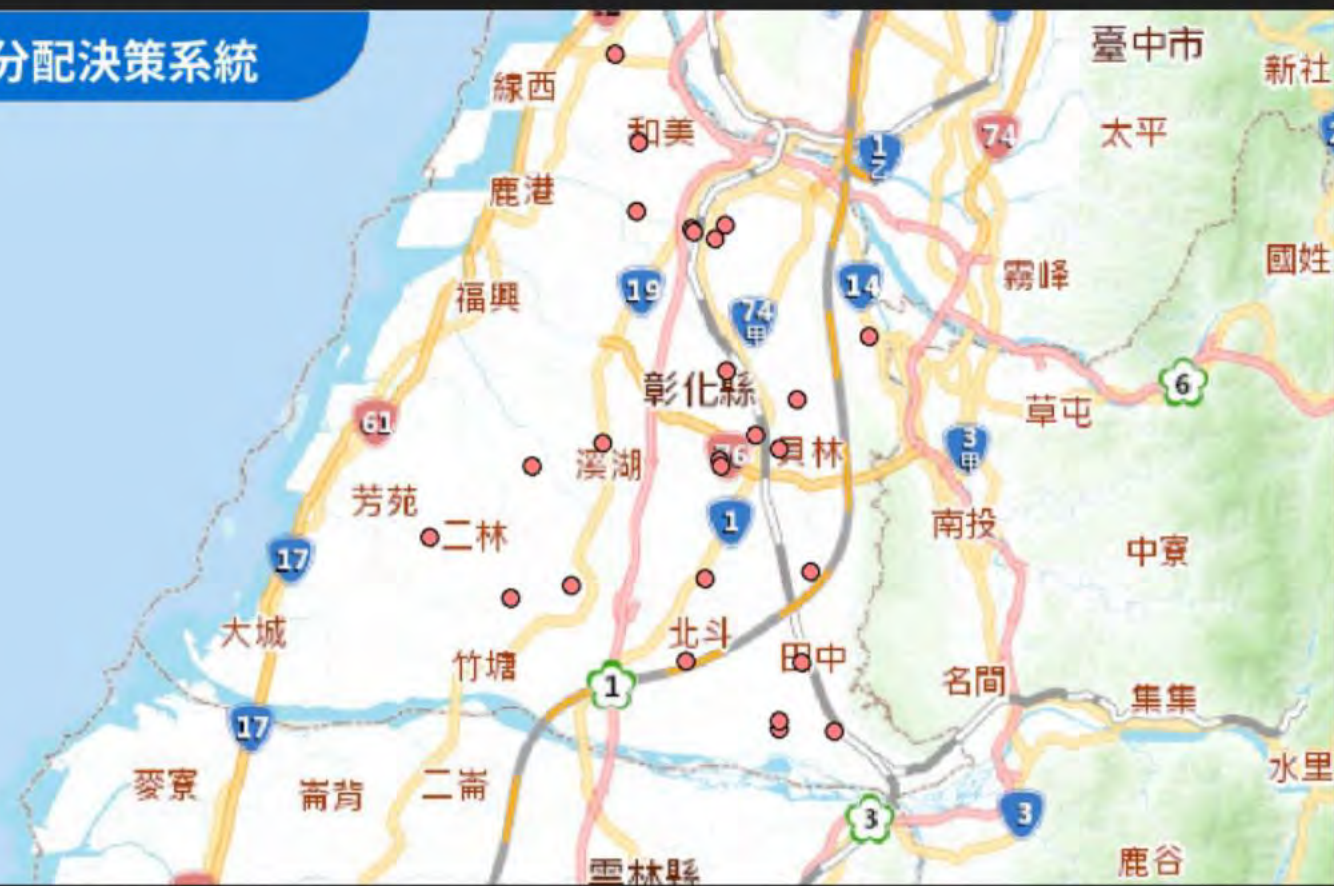 分配決策系統
臺中市
線西
新社
和美
74
太平
1
乙
鹿港
國姓
霧峰
19
14
福興
74
甲
彰化縣
6
61
草屯
3
甲
76
員林
溪湖
芳苑
1
南投
二林
中寮
17
大城
北斗
竹塘
田中
1
名間
集集
17
水里
麥寮
崙背
二崙
3
3
鹿谷
雲林縣